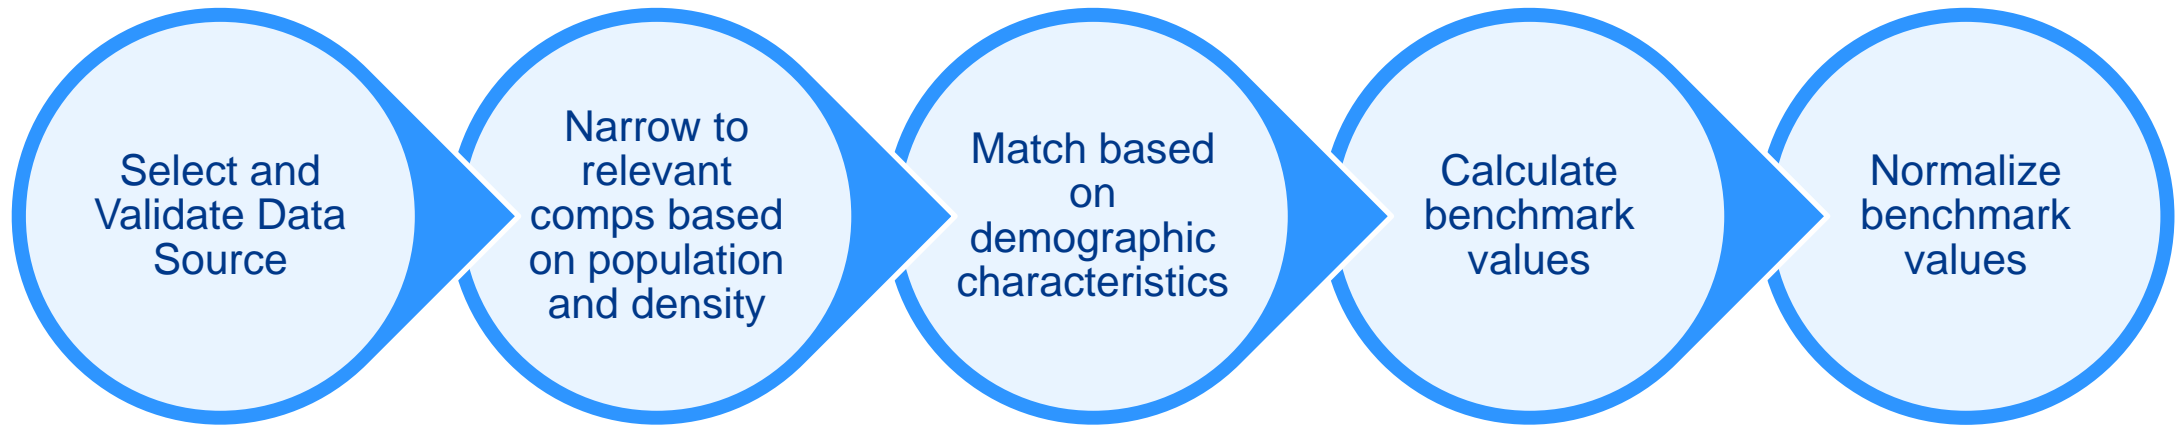 Select and
Validate Data
Source
Narrow to
relevant
comps based
on population
and density
Match based
on
demographic
characteristics
Calculate
benchmark
values
Normalize
benchmark
values